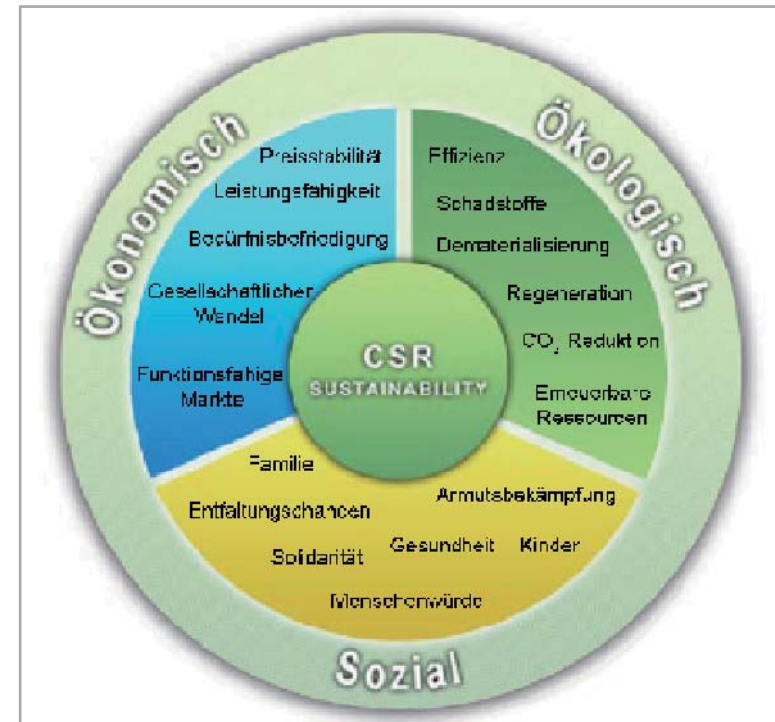 Ökonomisch
Preisstabilität
Leistungsfähigkeit
Bedürfnisbefriedigung
Gesellschaftlicher
Wandel
Funktionsfähige
Märkte
Ökologisch
Effizienz
Schadstoffe
Dematerialisierung
Regeneration
CO₂ Reduktion
Erneuerbare
Ressourcen
CSR
SUSTAINABILITY
Familie
Armutsbekämpfung
Entfaltungschancen
Gesundheit Kinder
Solidarität
Menschenwürde
Sozial